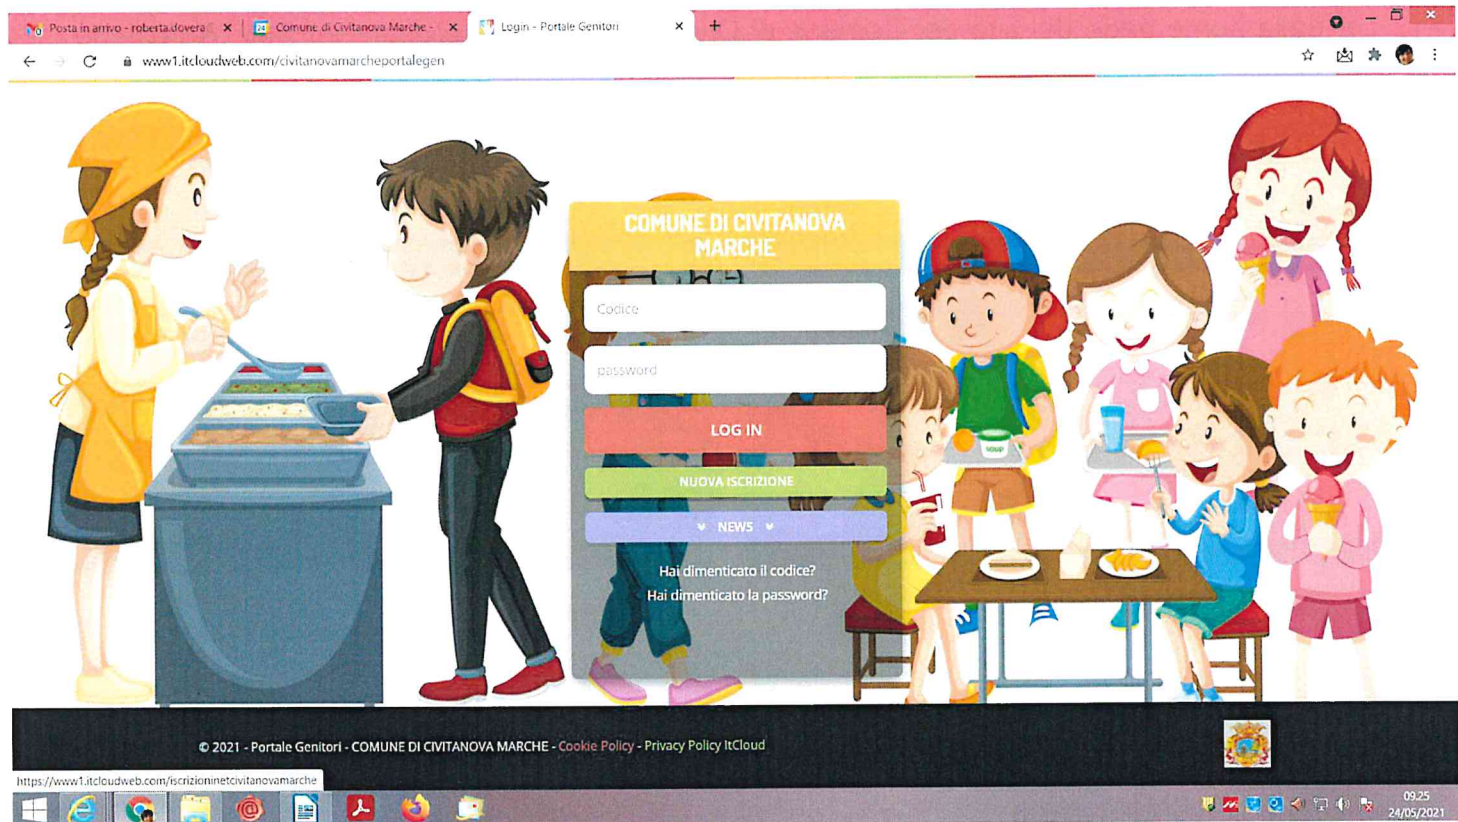 Posta in arrivo - roberta.dovera
Comune di Civitanova Marche -
Login - Portale Genitori
www1.itcloudweb.com/civitanovamarcheportalegen
COMUNE DI CIVITANOVA
MARCHE
Codice
password
LOG IN
NUOVA ISCRIZIONE
NEWS
Hai dimenticato il codice?
Hai dimenticato la password?
SOUP
© 2021 - Portale Genitori - COMUNE DI CIVITANOVA MARCHE - Cookie Policy - Privacy Policy ItCloud
https://www1.itcloudweb.com/iscrizioninetcivitanovamarche
09.25
24/05/2021